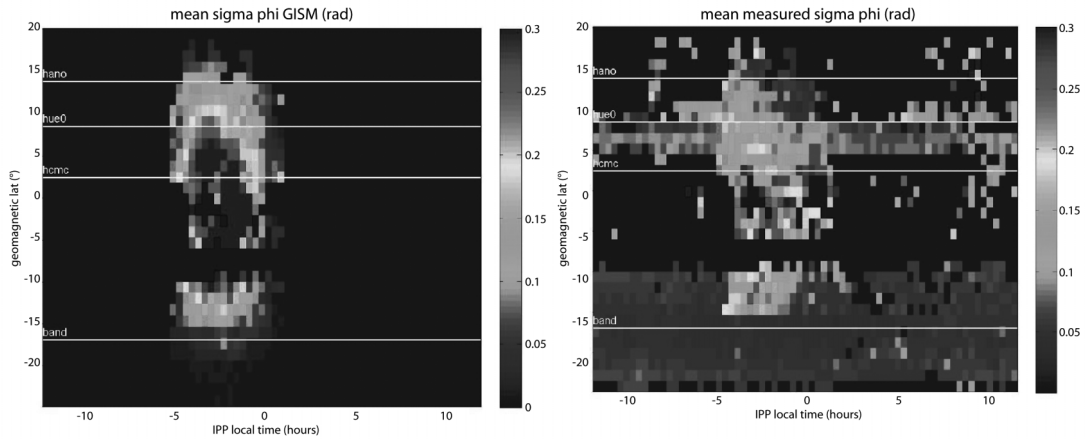 mean sigma phi GISM (rad)
20
15
10
5
0
-5
-10
-15
-20
geomagnetic lat (°)
hano
hue0
hcmc
band
-10
-5
0
5
10
IPP local time (hours)
0.3
0.25
0.2
0.15
0.1
0.05
0
mean measured sigma phi (rad)
20
15
10
5
0
-5
-10
-15
-20
geomagnetic lat (°)
hano
hue0
hcmc
band
-10
-5
0
5
10
IPP local time (hours)
0.3
0.25
0.2
0.15
0.1
0.05